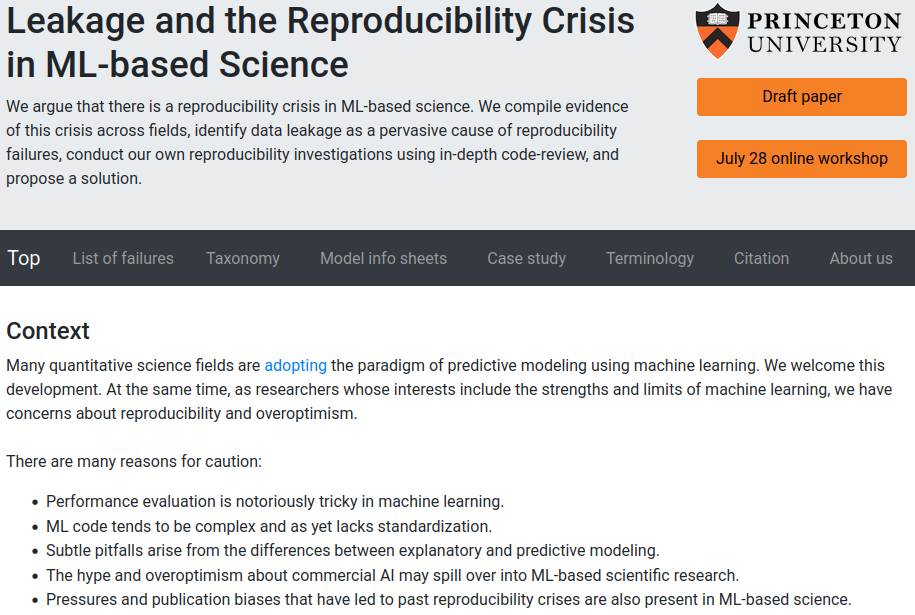 Leakage and the Reproducibility Crisis
in ML-based Science
We argue that there is a reproducibility crisis in ML-based science. We compile evidence
of this crisis across fields, identify data leakage as a pervasive cause of reproducibility
failures, conduct our own reproducibility investigations using in-depth code-review, and
propose a solution.
PRINCETON
UNIVERSITY
Draft paper
July 28 online workshop
Top List of failures Taxonomy Model info sheets Case study Terminology Citation About us
Context
Many quantitative science fields are adopting the paradigm of predictive modeling using machine learning. We welcome this
development. At the same time, as researchers whose interests include the strengths and limits of machine learning, we have
concerns about reproducibility and overoptimism.
There are many reasons for caution:
• Performance evaluation is notoriously tricky in machine learning.
• ML code tends to be complex and as yet lacks standardization.
• Subtle pitfalls arise from the differences between explanatory and predictive modeling.
• The hype and overoptimism about commercial AI may spill over into ML-based scientific research.
• Pressures and publication biases that have led to past reproducibility crises are also present in ML-based science.